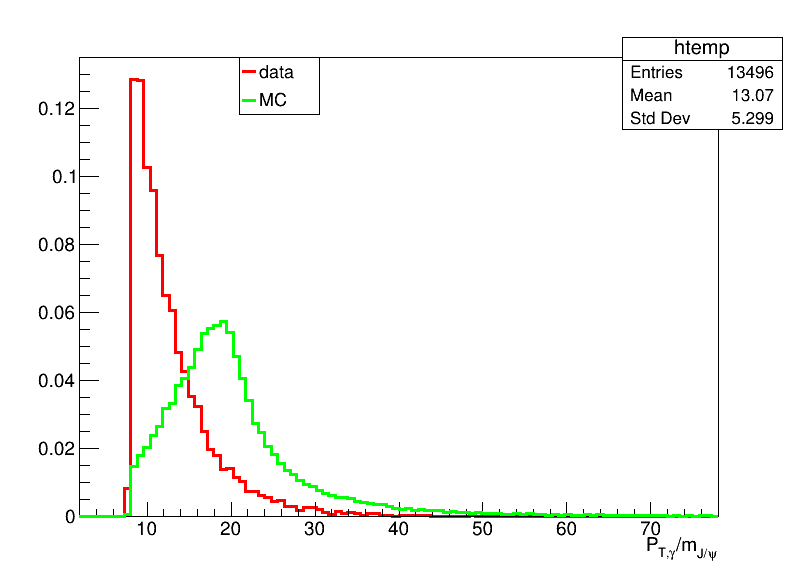 htemp
Entries 13496
Mean 13.07
Std Dev 5.299
data
MC
0.12
0.1
0.08
0.06
0.04
0.02
0
10 20 30 40 50 60 70
P_{T,γ}/m_{J/ψ}